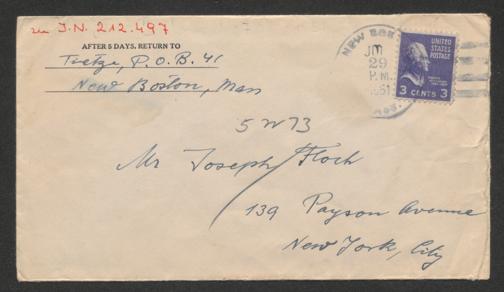 zu I.N. 212.497
AFTER 5 DAYS, RETURN TO
Tietze, P.O.B. 41
New Boston, Mass
NEW BOS
29
P.M.
1951
UNITED
STATES
POSTAGE
3 CENTS 3
5 W 73
Mr Joseph Floch
139 Payson Avenue
New York, City